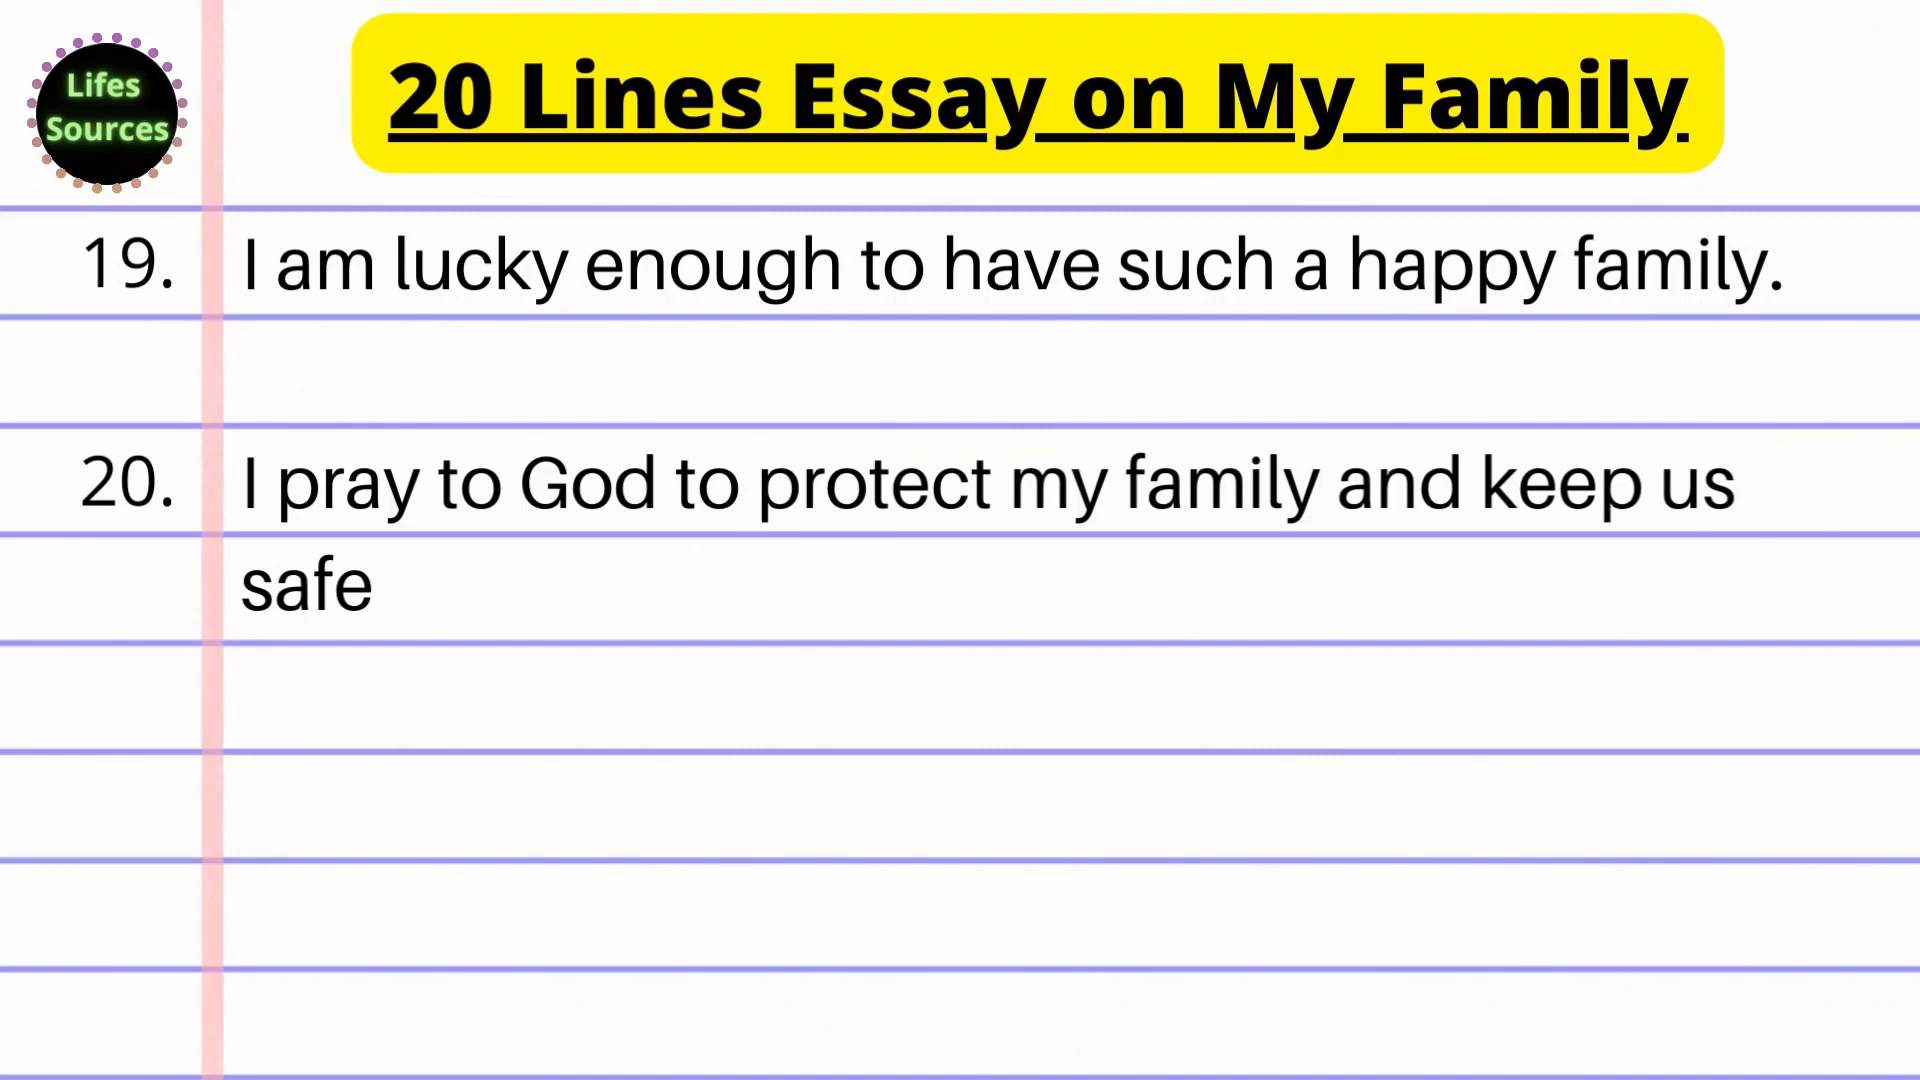 Lifes
Sources
20 Lines Essay on My Family
19. I am lucky enough to have such a happy family.
20. I pray to God to protect my family and keep us
safe